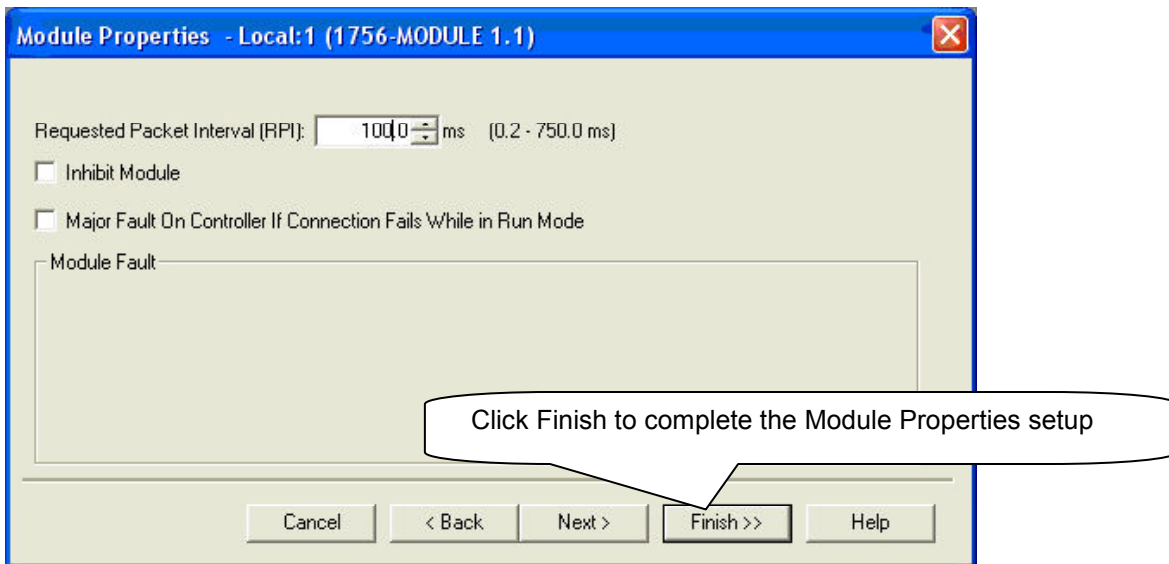 Module Properties - Local:1 (1756-MODULE 1.1)
Requested Packet Interval (RPI): 100.0 ms (0.2 - 750.0 ms)
Inhibit Module
Major Fault On Controller If Connection Fails While in Run Mode
Module Fault
Click Finish to complete the Module Properties setup
Cancel < Back Next > Finish >> Help